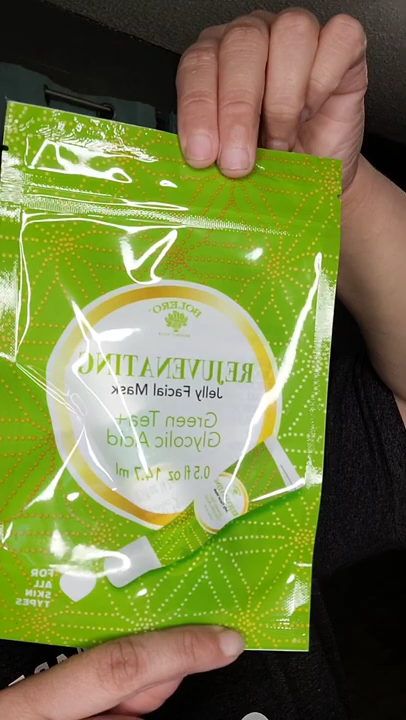 BOLERO
REJUVENATING
Jelly Facial Mask
Green Tea+
Glycolic Acid
0.5 fl oz 14.7 ml
FOR
ALL
SKIN
TYPES